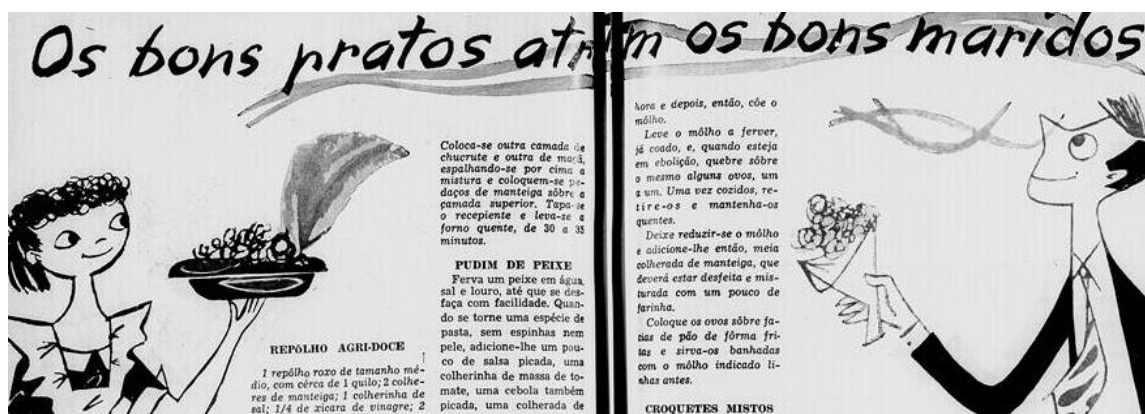 Os bons pratos os bons maridos
REPÔLHO AGRI-DOCE
1 repôlho roxo de tamanho mé-
dio, com cêrca de 1 quilo; 2 colhe-
res de manteiga; 1 colherinha de
sal; 1/4 de xícara de vinagre; 2
Coloca-se outra camada de
chucrute e outra de maçã,
espalhando-se por cima a
mistura e coloquem-se pe-
daços de manteiga sôbre a
camada superior. Tapa-se
o recepiente e leva-se a
forno quente, de 30 a 35
minutos.
PUDIM DE PEIXE
Ferva um peixe em água,
sal e louro, até que se des-
faça com facilidade. Quan-
do se torne uma espécie de
pasta, sem espinhas nem
pele, adicione-lhe um pou-
co de salsa picada, uma
colherinha de massa de to-
mate, uma cebola também
picada, uma colherada de
hora e depois, então, côe o
môlho.
Leve o môlho a ferver,
já coado, e, quando esteja
em ebolição, quebre sôbre
o mesmo alguns ovos, um
a um. Uma vez cozidos, re-
tire-os e mantenha-os
quentes.
Deixe reduzir-se o môlho
e adicione-lhe então, meia
colherada de manteiga, que
deverá estar desfeita e mis-
turada com um pouco de
farinha.
Coloque os ovos sôbre fa-
tias de pão de fôrma fri-
tas e sirva-os banhadas
com o môlho indicado li-
nhas antes.
CROQUETES MISTOS